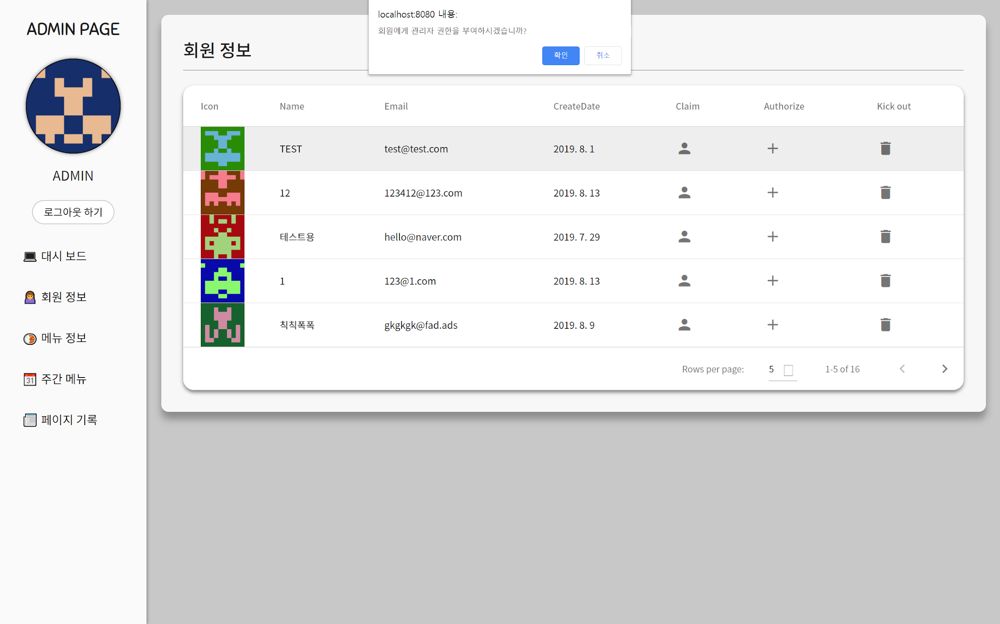 ADMIN PAGE
ADMIN
로그아웃 하기
대시 보드
회원 정보
메뉴 정보
31 주간 메뉴
페이지 기록
localhost:8080 내용:
회원에게 관리자 권한을 부여하시겠습니까?
확인 취소
회원 정보
Icon Name Email CreateDate Claim Authorize Kick out
TEST test@test.com 2019. 8. 1
12 123412@123.com 2019. 8. 13
테스트용 hello@naver.com 2019. 7. 29
1 123@1.com 2019. 8. 13
칙칙폭폭 gkgkgk@fad.ads 2019. 8. 9
Rows per page: 5 1-5 of 16